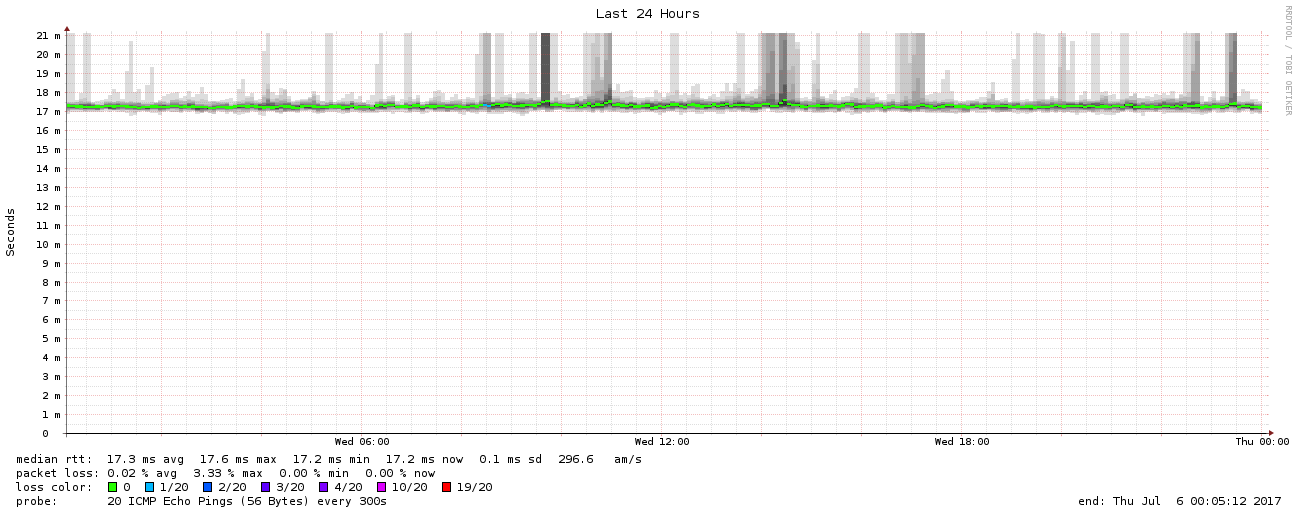 Last 24 Hours
RRDTOOL / TOBI OETIKER
Seconds
21 m
20 m
19 m
18 m
17 m
16 m
15 m
14 m
13 m
12 m
11 m
10 m
9 m
8 m
7 m
6 m
5 m
4 m
3 m
2 m
1 m
0
Wed 06:00 Wed 12:00 Wed 18:00 Thu 00:00
median rtt: 17.3 ms avg 17.6 ms max 17.2 ms min 17.2 ms now 0.1 ms sd 296.6 am/s
packet loss: 0.02 % avg 3.33 % max 0.00 % min 0.00 % now
loss color: 0 1/20 2/20 3/20 4/20 10/20 19/20
probe: 20 ICMP Echo Pings (56 Bytes) every 300s end: Thu Jul 6 00:05:12 2017